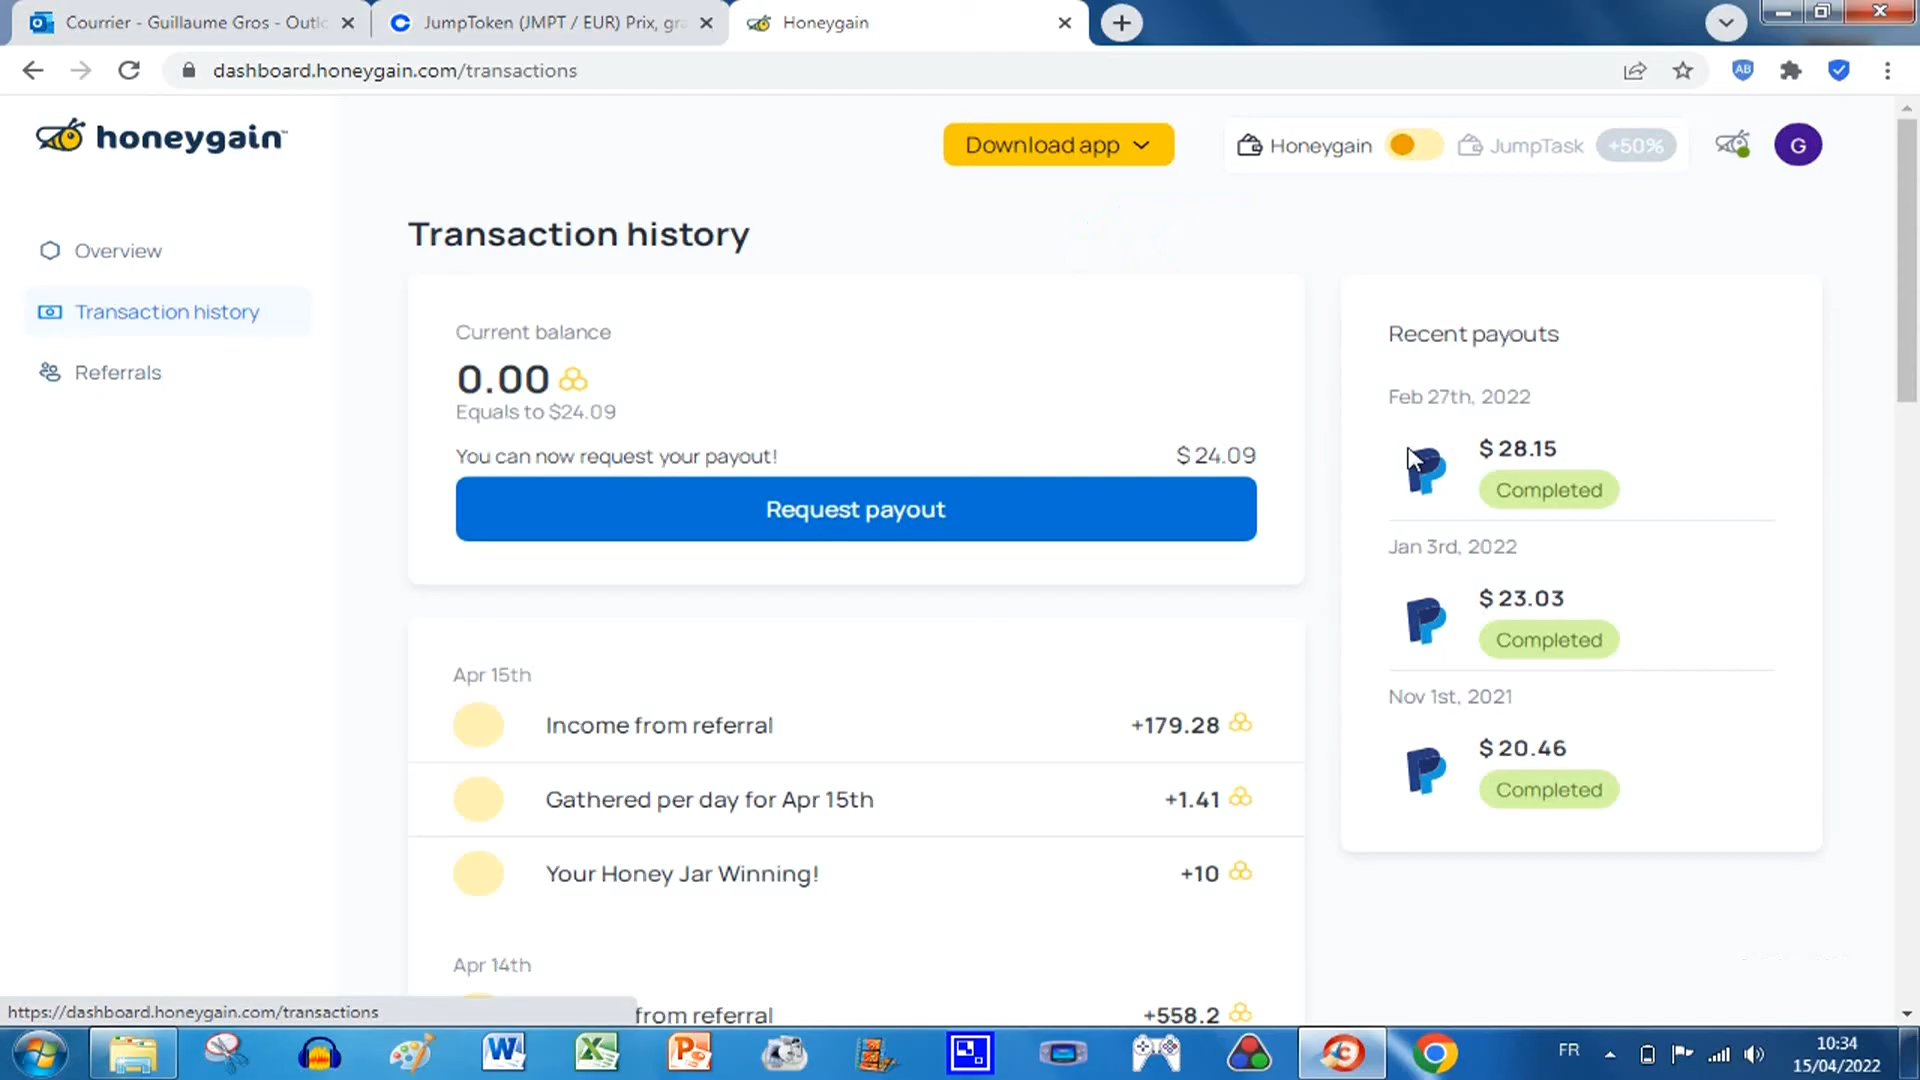 Courrier - Guillaume Gros - Outlo
JumpToken (JMPT / EUR) Prix, gra
Honeygain
dashboard.honeygain.com/transactions
AB
honeygain™
Download app
Honeygain
JumpTask
+50%
G
Overview
Transaction history
Referrals
Transaction history
Current balance
0.00
Equals to $24.09
You can now request your payout!
$ 24.09
Request payout
Apr 15th
Income from referral
+179.28
Gathered per day for Apr 15th
+1.41
Your Honey Jar Winning!
+10
Apr 14th
from referral
+558.2
Recent payouts
Feb 27th, 2022
$ 28.15
Completed
Jan 3rd, 2022
$ 23.03
Completed
Nov 1st, 2021
$ 20.46
Completed
https://dashboard.honeygain.com/transactions
FR
10:34
15/04/2022